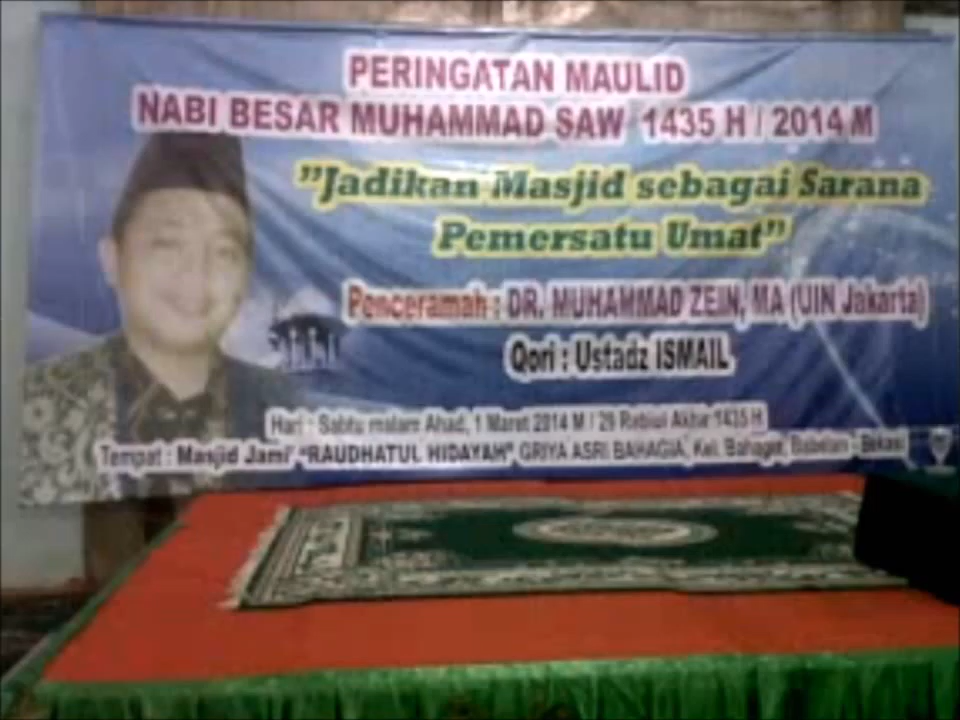 PERINGATAN MAULID
NABI BESAR MUHAMMAD SAW 1435 H / 2014 M
"Jadikan Masjid sebagai Sarana
Pemersatu Umat"
Penceramah : DR. MUHAMMAD ZEIN, MA (UIN Jakarta)
Qori : Ustadz ISMAIL
Hari : Sabtu malam Ahad, 1 Maret 2014 M / 29 Rabiul Akhir 1435 H
Tempat : Masjid Jami' "RAUDHATUL HIDAYAH" GRIYA ASRI BAHAGIA, Kel. Bahagia, Babelan - Bekasi